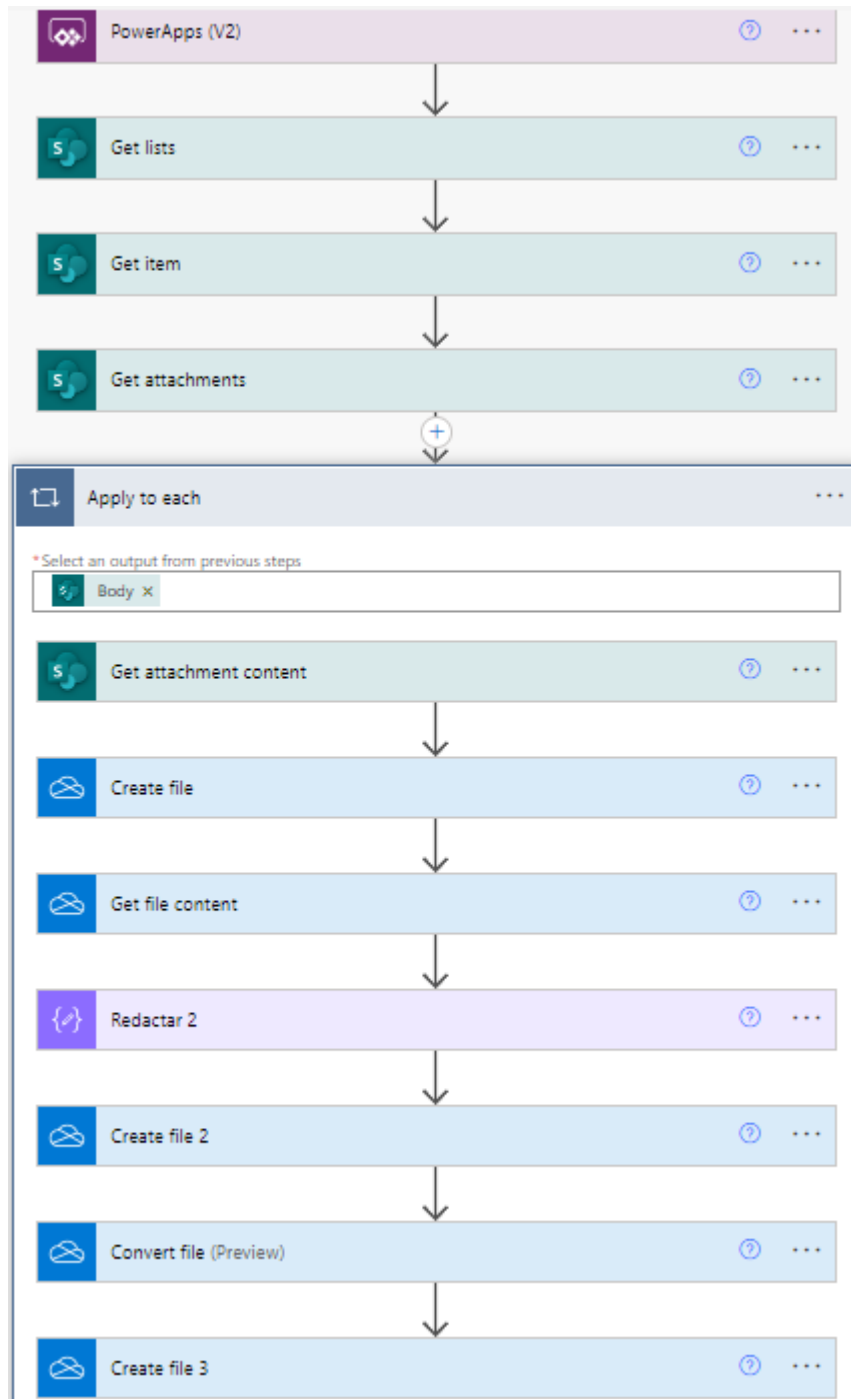 PowerApps (V2)
Get lists
Get item
Get attachments
Apply to each
*Select an output from previous steps
Body
Get attachment content
Create file
Get file content
Redactar 2
Create file 2
Convert file (Preview)
Create file 3